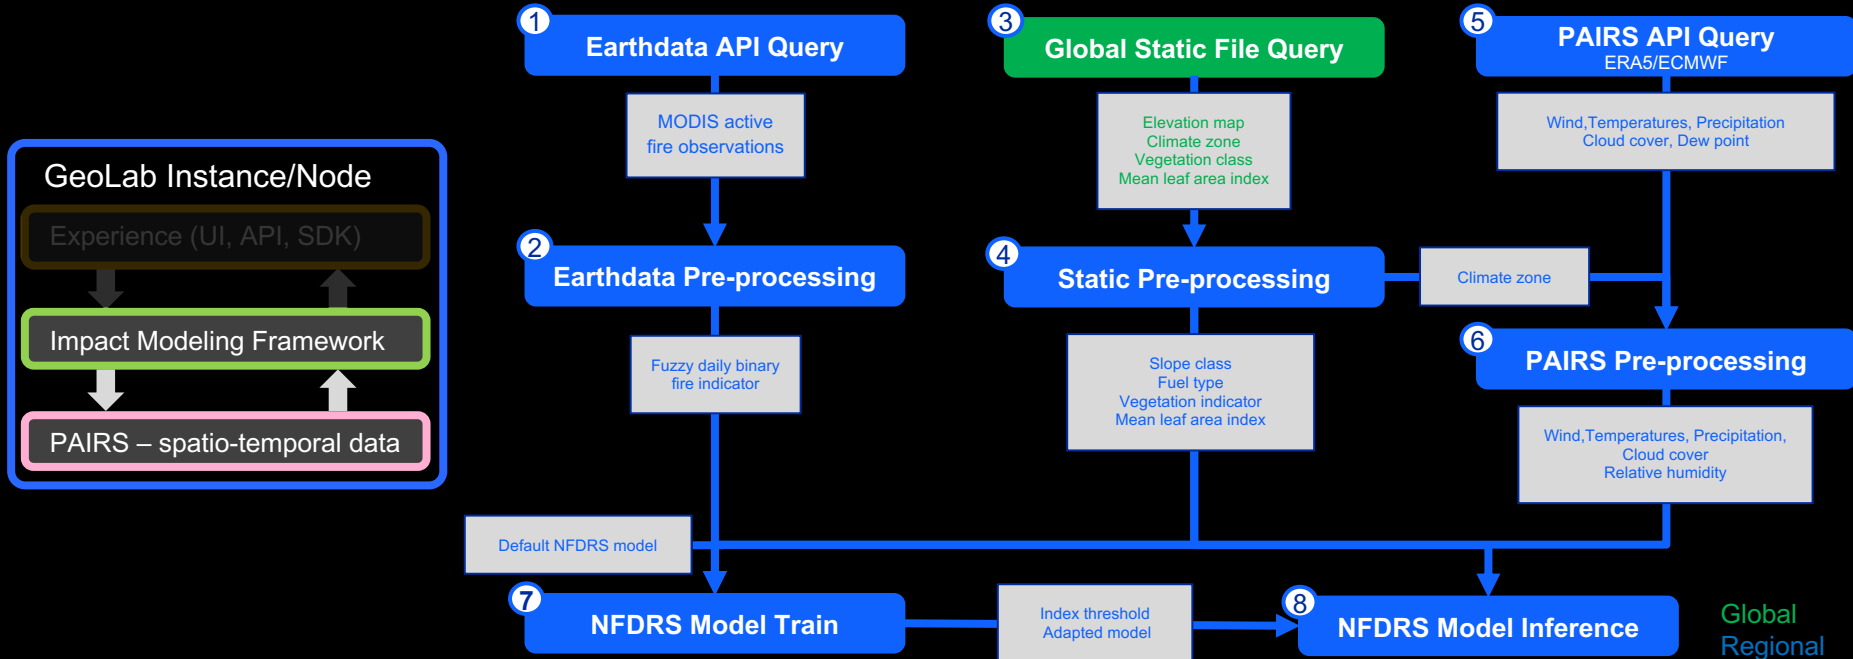 GeoLab Instance/Node
Experience (UI, API, SDK)
Impact Modeling Framework
PAIRS – spatio-temporal data
1
Earthdata API Query
MODIS active
fire observations
2
Earthdata Pre-processing
Fuzzy daily binary
fire indicator
3
Global Static File Query
Elevation map
Climate zone
Vegetation class
Mean leaf area index
4
Static Pre-processing
Climate zone
Slope class
Fuel type
Vegetation indicator
Mean leaf area index
5
PAIRS API Query
ERA5/ECMWF
Wind,Temperatures, Precipitation
Cloud cover, Dew point
6
PAIRS Pre-processing
Wind,Temperatures, Precipitation,
Cloud cover
Relative humidity
Default NFDRS model
7
NFDRS Model Train
Index threshold
Adapted model
8
NFDRS Model Inference
Global
Regional